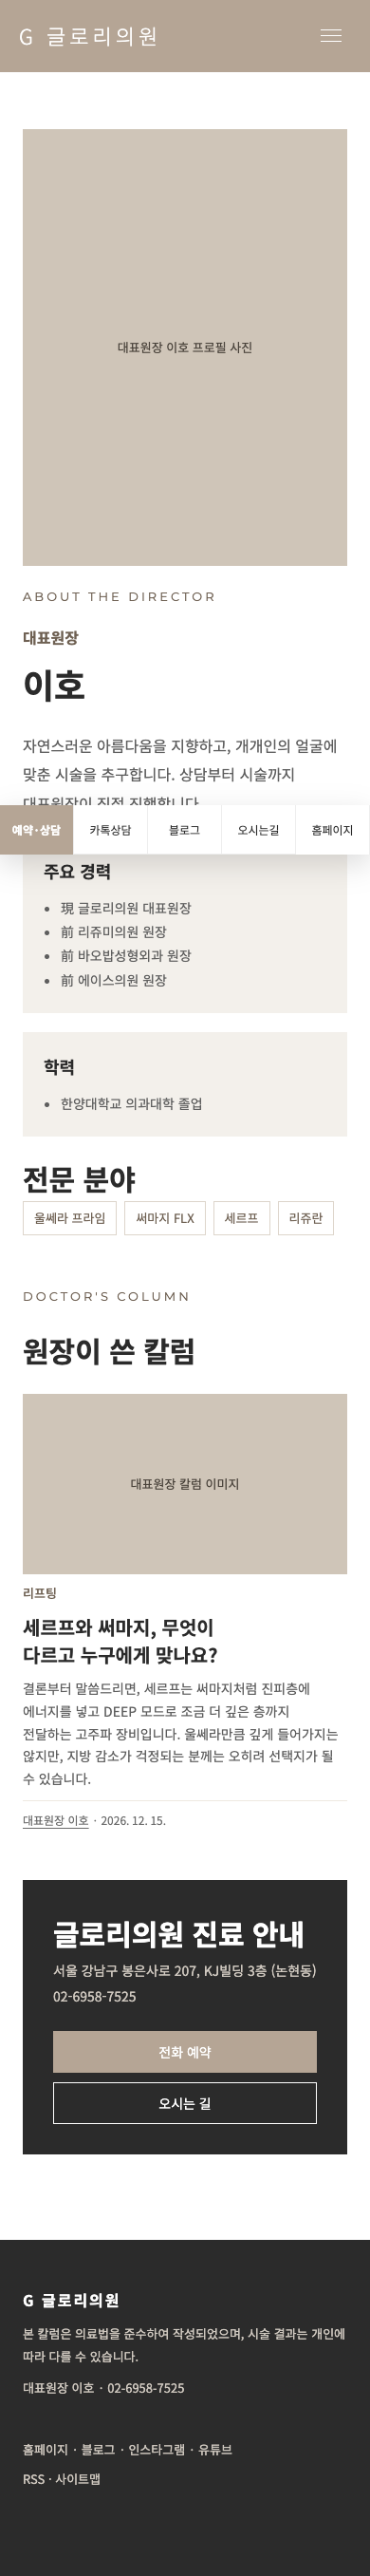 G 글로리의원
대표원장 이호 프로필 사진
ABOUT THE DIRECTOR
대표원장
이호
자연스러운 아름다움을 지향하고, 개개인의 얼굴에
맞춘 시술을 추구합니다. 상담부터 시술까지
대표원장이 직접 진행합니다.
예약·상담
카톡상담
블로그
오시는길
홈페이지
주요 경력
• 現 글로리의원 대표원장
• 前 리쥬미의원 원장
• 前 바오밥성형외과 원장
• 前 에이스의원 원장
학력
• 한양대학교 의과대학 졸업
전문 분야
울쎄라 프라임
써마지 FLX
세르프
리쥬란
DOCTOR'S COLUMN
원장이 쓴 칼럼
대표원장 칼럼 이미지
리프팅
세르프와 써마지, 무엇이
다르고 누구에게 맞나요?
결론부터 말씀드리면, 세르프는 써마지처럼 진피층에
에너지를 넣고 DEEP 모드로 조금 더 깊은 층까지
전달하는 고주파 장비입니다. 울쎄라만큼 깊게 들어가지는
않지만, 지방 감소가 걱정되는 분께는 오히려 선택지가 될
수 있습니다.
대표원장 이호 · 2026. 12. 15.
글로리의원 진료 안내
서울 강남구 봉은사로 207, KJ빌딩 3층 (논현동)
02-6958-7525
전화 예약
오시는 길
G 글로리의원
본 칼럼은 의료법을 준수하여 작성되었으며, 시술 결과는 개인에
따라 다를 수 있습니다.
대표원장 이호 · 02-6958-7525
홈페이지 · 블로그 · 인스타그램 · 유튜브
RSS · 사이트맵